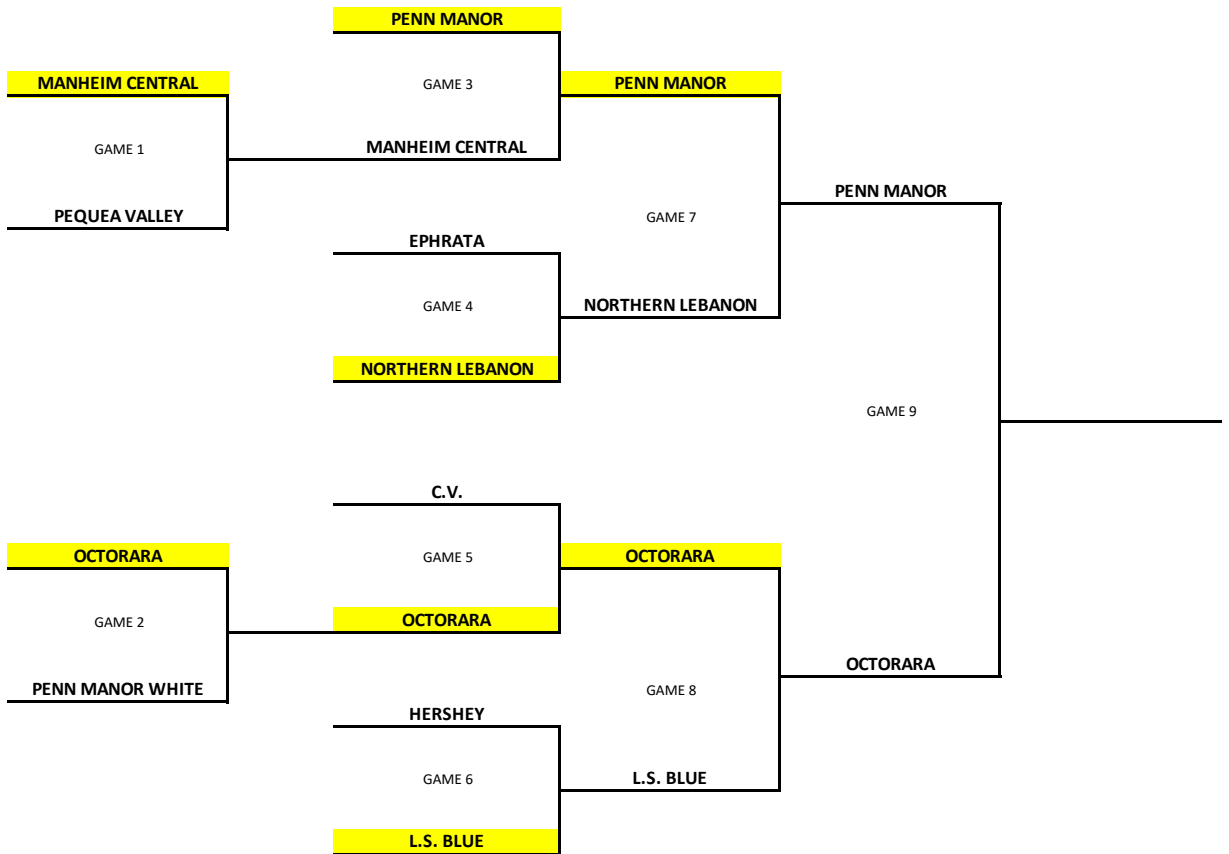 PENN MANOR
MANHEIM CENTRAL
GAME 3
PENN MANOR
GAME 1
MANHEIM CENTRAL
PENN MANOR
PEQUEA VALLEY
GAME 7
EPHRATA
GAME 4
NORTHERN LEBANON
NORTHERN LEBANON
GAME 9
C.V.
OCTORARA
GAME 5
OCTORARA
GAME 2
OCTORARA
OCTORARA
PENN MANOR WHITE
GAME 8
HERSHEY
GAME 6
L.S. BLUE
L.S. BLUE